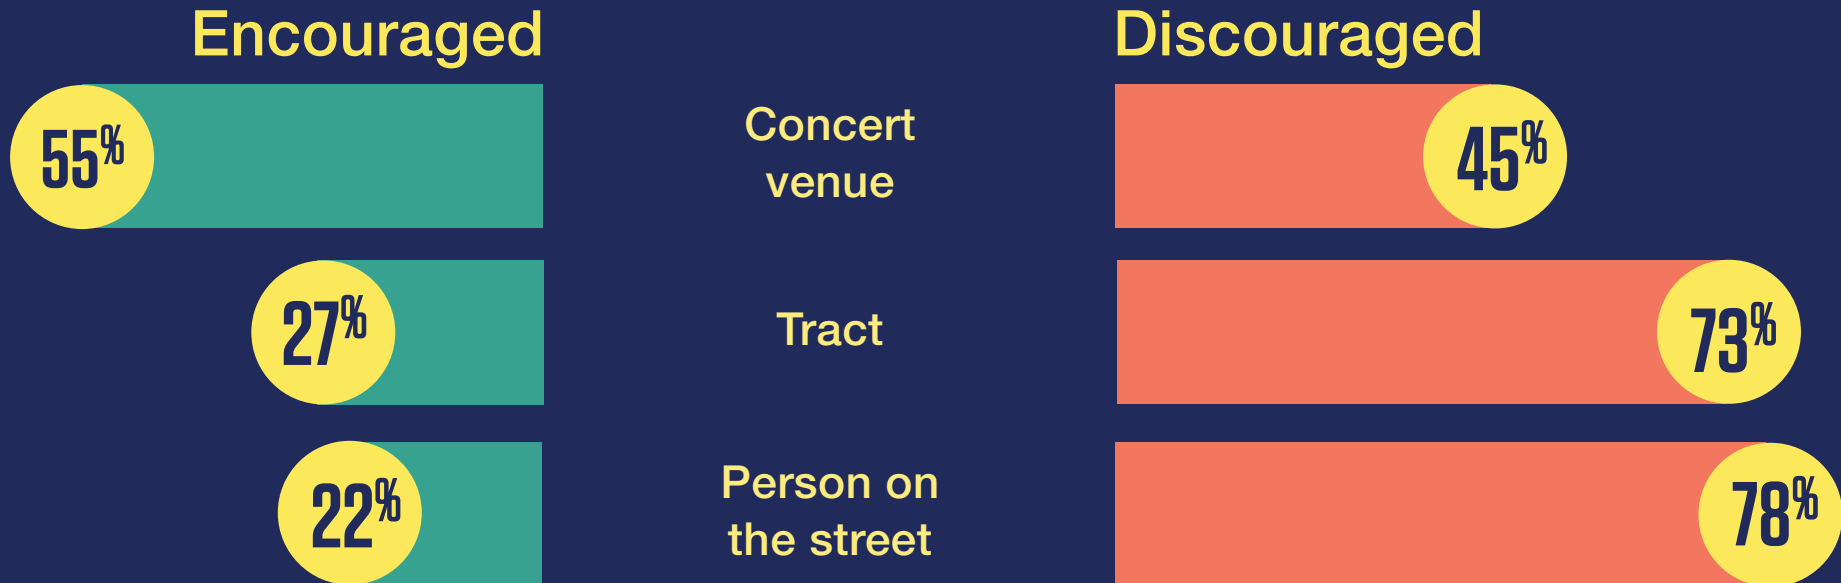 Encouraged Discouraged
55% Concert venue 45%
27% Tract 73%
22% Person on the street 78%